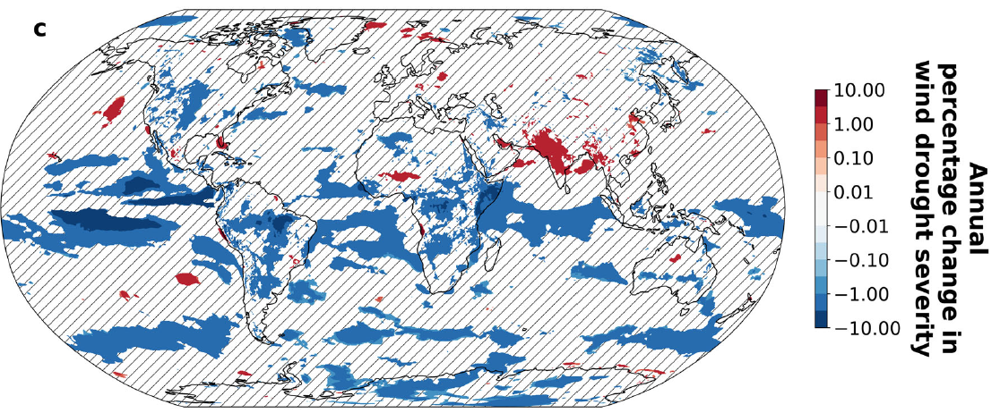 c
10.00
1.00
0.10
0.01
−0.01
−0.10
−1.00
−10.00
Annual
percentage change in
wind drought severity